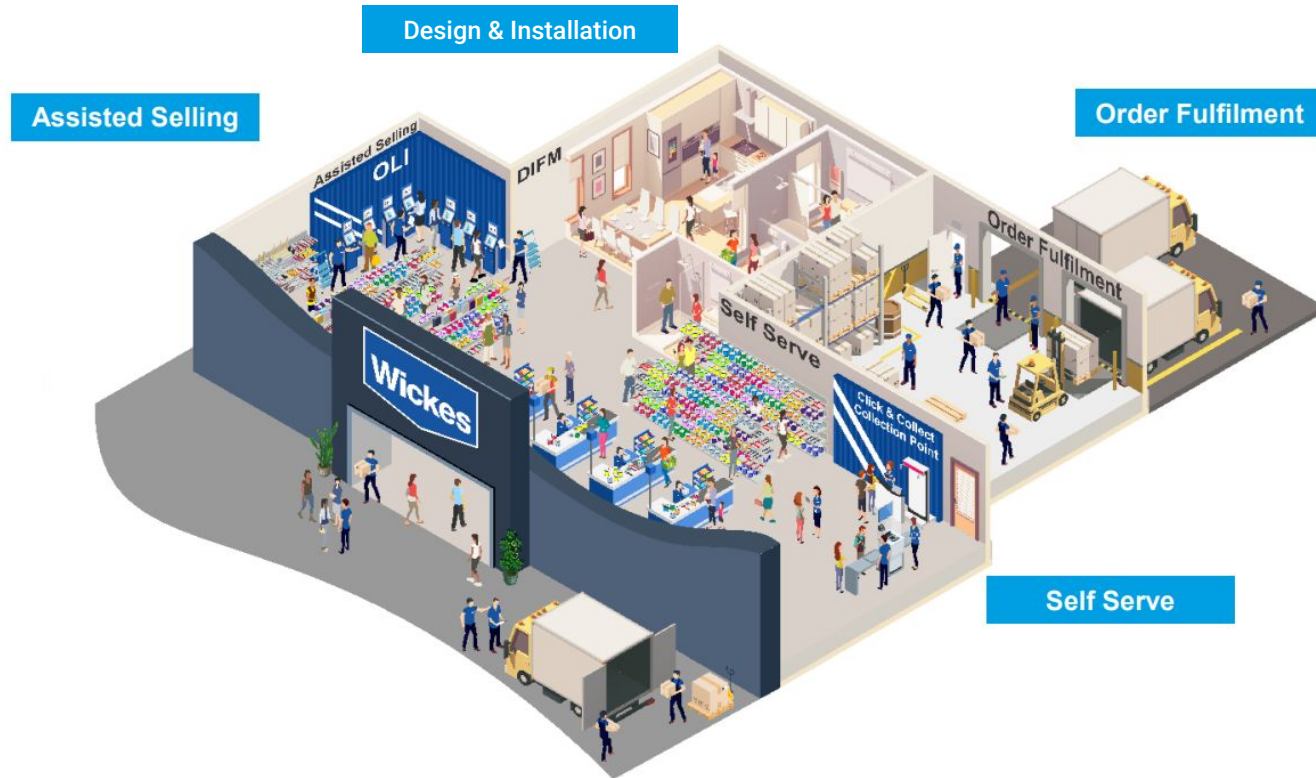 Design & Installation
Assisted Selling
Order Fulfilment
Assisted Selling
OLI
DIFM
Order Fulfilment
Self Serve
Wickes
Click & Collect
Collection Point
Self Serve